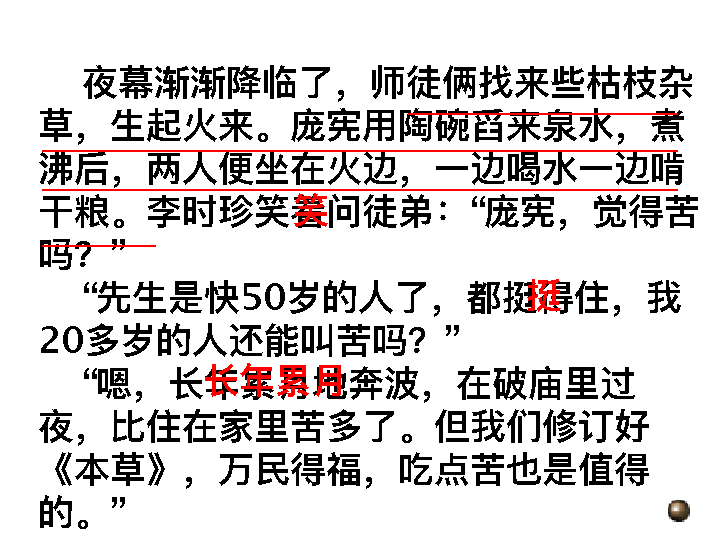 夜幕渐渐降临了，师徒俩找来些枯枝杂
草，生起火来。庞宪用陶碗舀来泉水，煮
沸后，两人便坐在火边，一边喝水一边啃
干粮。李时珍笑着问徒弟：“庞宪，觉得苦
吗？”
“先生是快50岁的人了，都挺得住，我
20多岁的人还能叫苦吗？”
“嗯，长年累月地奔波，在破庙里过
夜，比住在家里苦多了。但我们修订好
《本草》，万民得福，吃点苦也是值得
的。”
笑
挺
长年累月